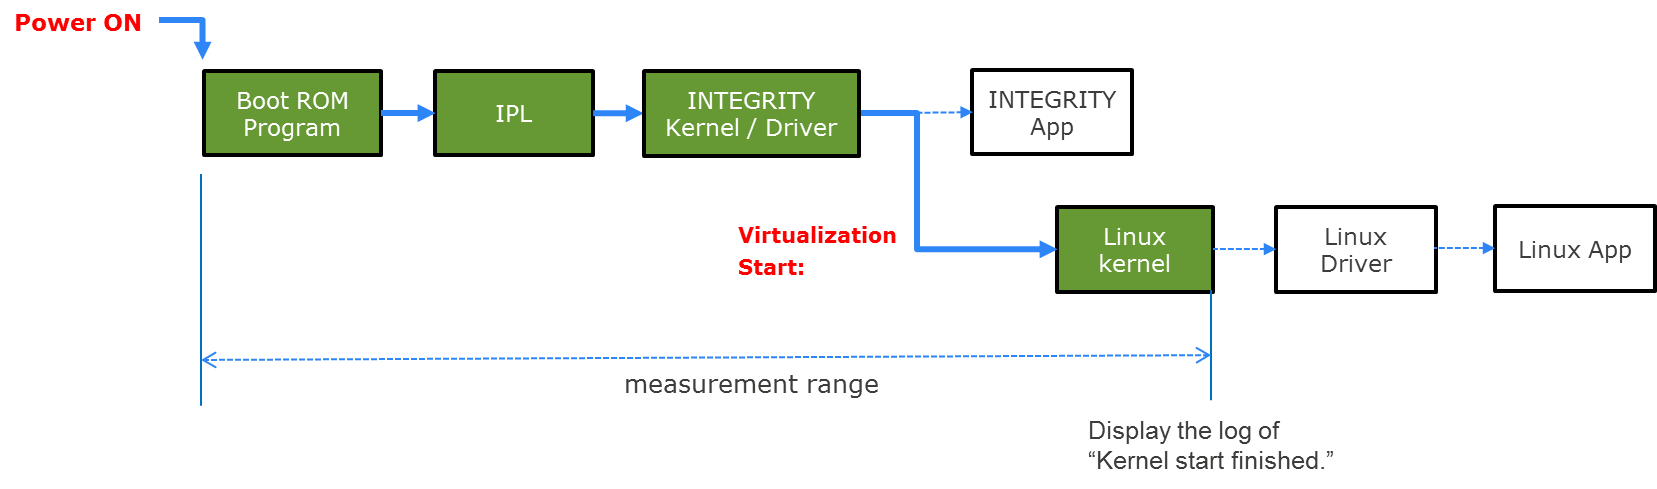 Power ON
Boot ROM
Program
IPL
INTEGRITY
Kernel / Driver
INTEGRITY
App
Virtualization
Start:
Linux
kernel
Linux
Driver
Linux App
measurement range
Display the log of
“Kernel start finished.”